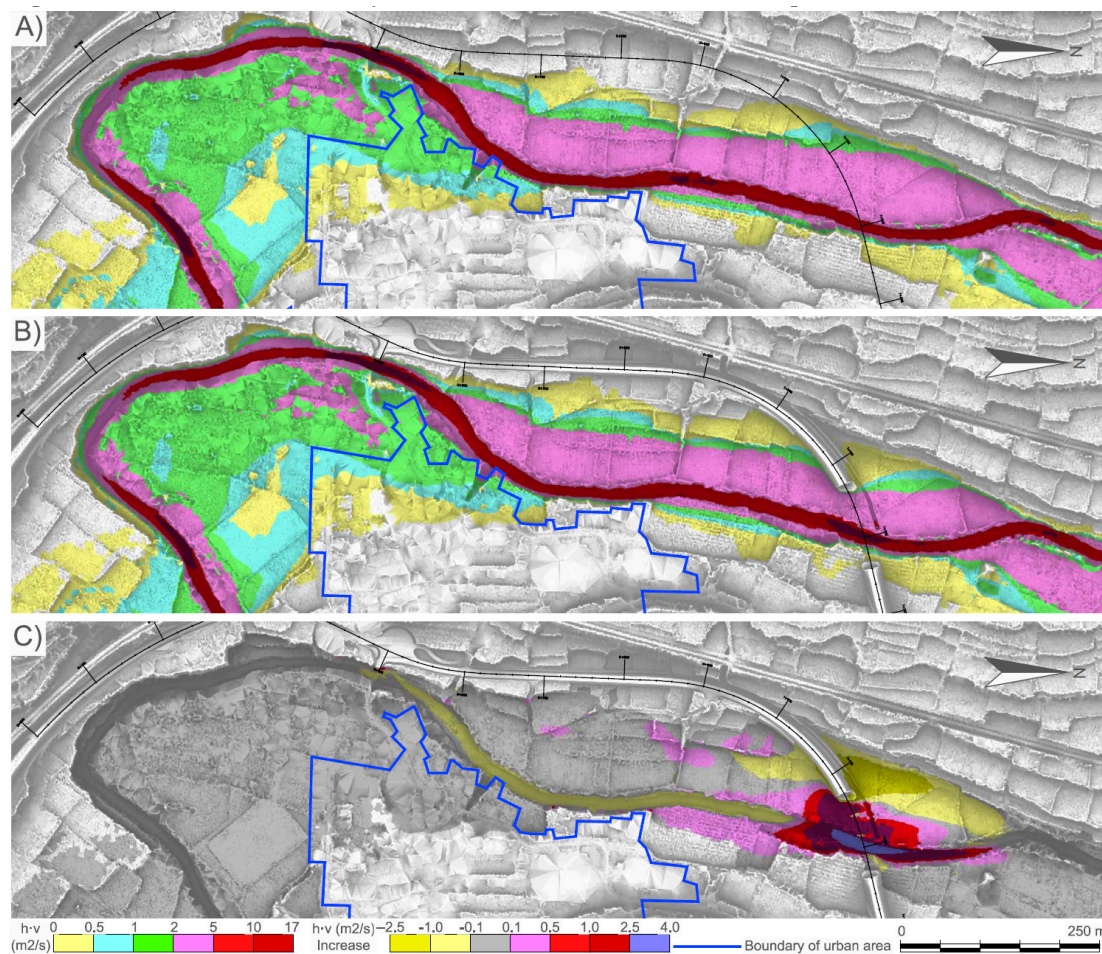 A)
N
B)
N
C)
N
h·v 0 0.5 1 2 5 10 17
(m2/s)
h·v (m2/s) −2.5 -1.0 -0.1 0.1 0.5 1.0 2.5 4.0
Increase
Boundary of urban area
0 250 m